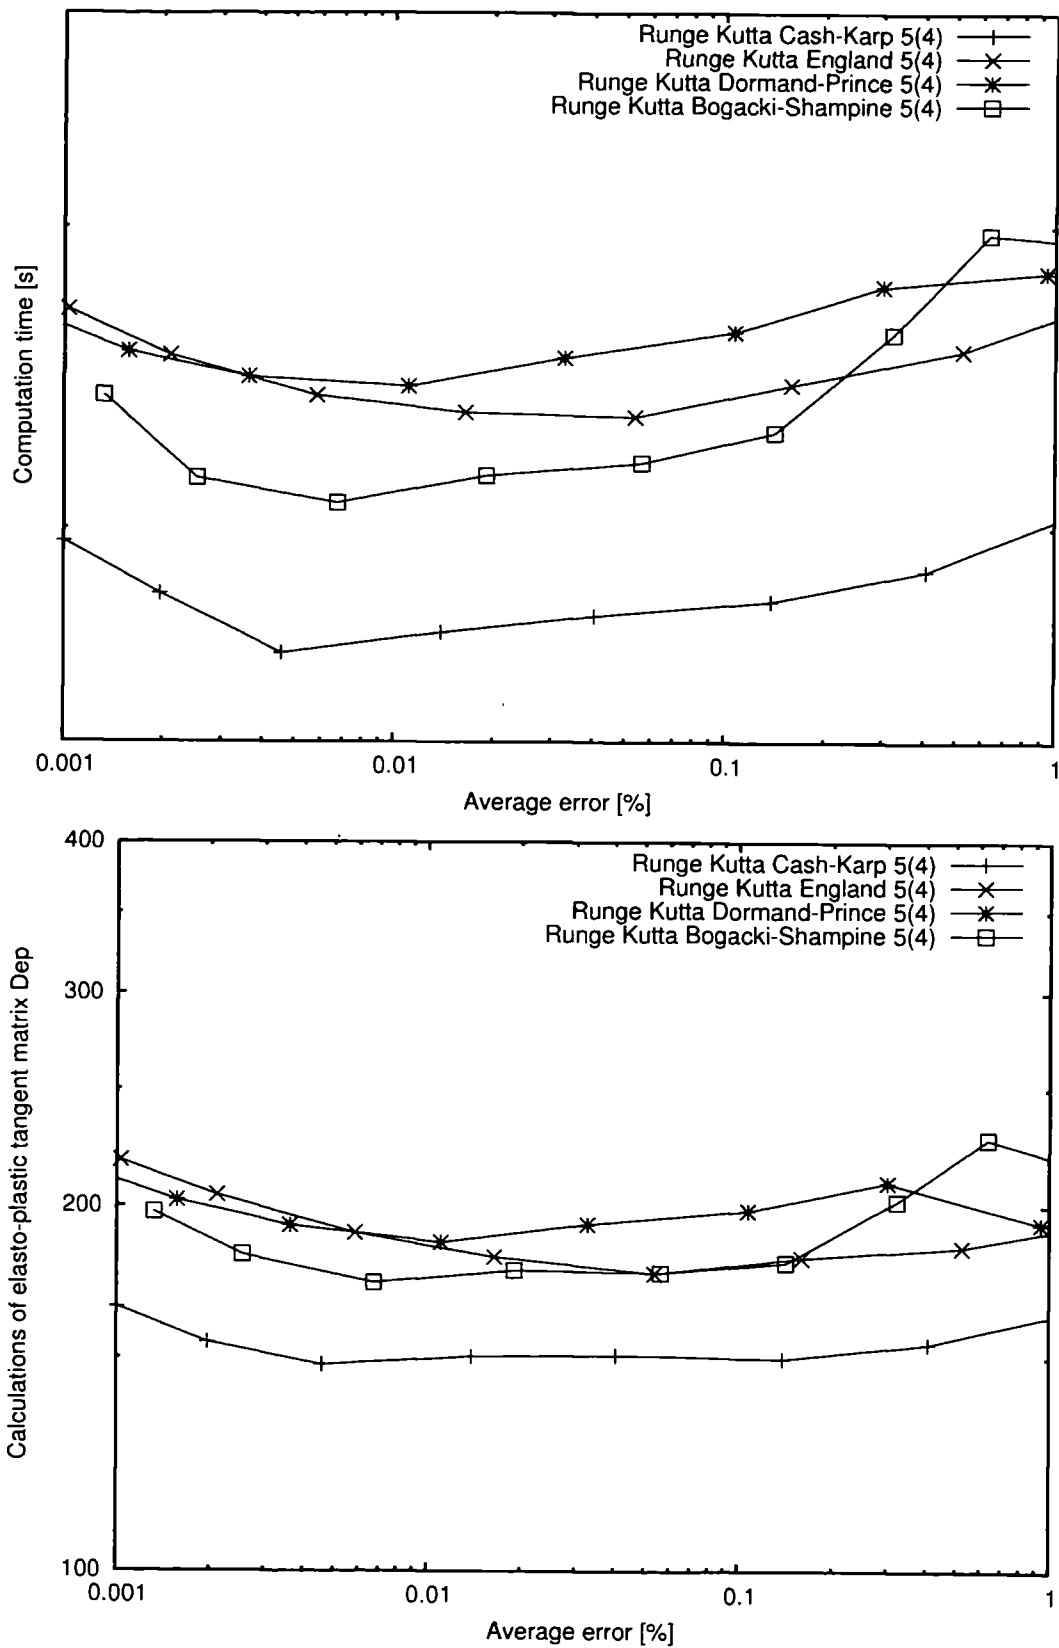 Runge Kutta Cash-Karp 5(4)
Runge Kutta England 5(4)
Runge Kutta Dormand-Prince 5(4)
Runge Kutta Bogacki-Shampine 5(4)
Computation time [s]
0.001 0.01 0.1 1
Average error [%]
400
Runge Kutta Cash-Karp 5(4)
Runge Kutta England 5(4)
Runge Kutta Dormand-Prince 5(4)
Runge Kutta Bogacki-Shampine 5(4)
300
200
100
Calculations of elasto-plastic tangent matrix Dep
0.001 0.01 0.1 1
Average error [%]